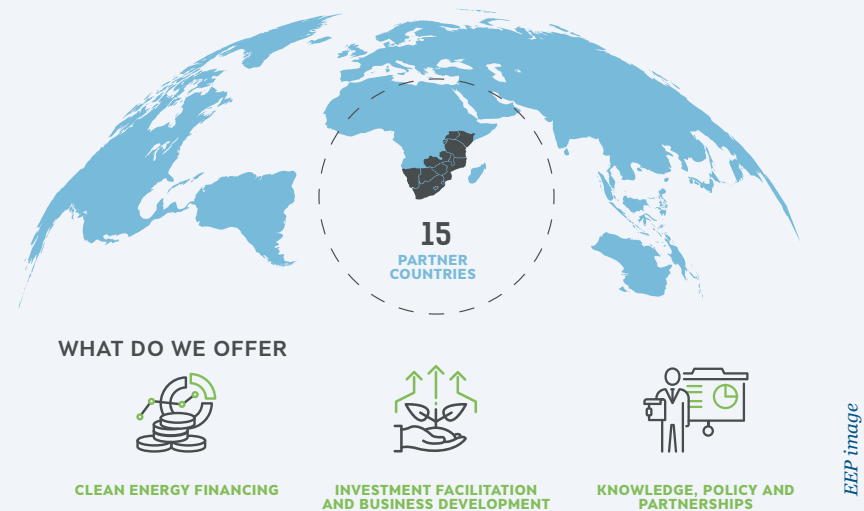 15
PARTNER
COUNTRIES
WHAT DO WE OFFER
CLEAN ENERGY FINANCING
INVESTMENT FACILITATION
AND BUSINESS DEVELOPMENT
KNOWLEDGE, POLICY AND
PARTNERSHIPS
EEP image